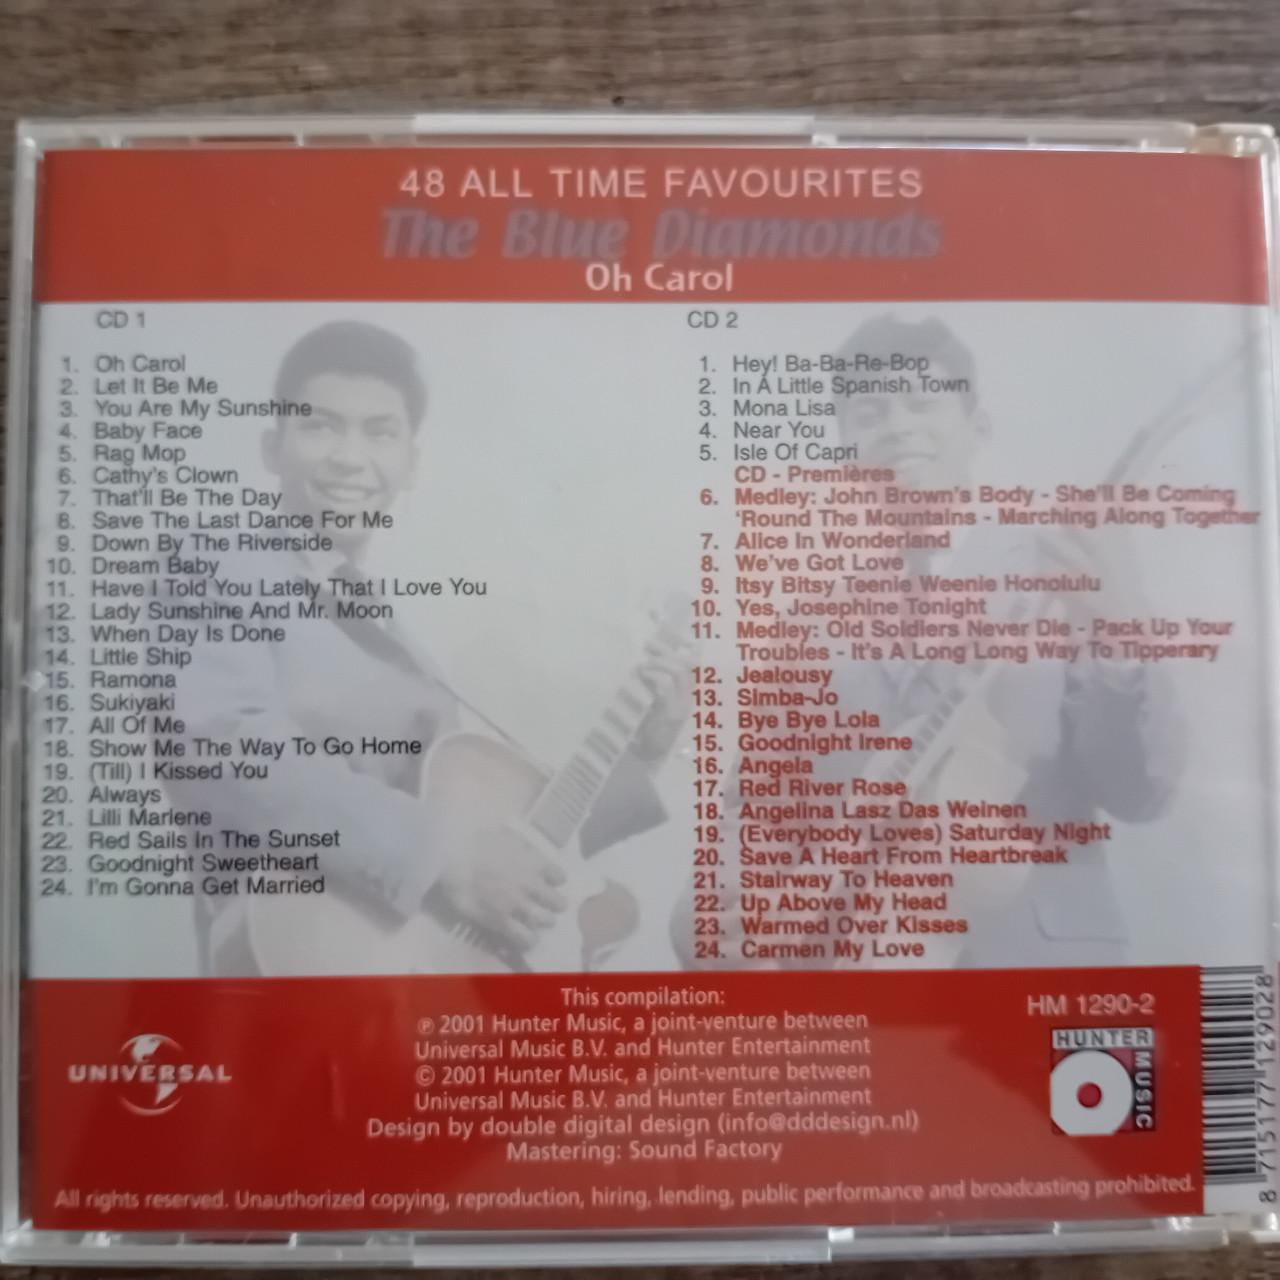 48 ALL TIME FAVOURITES
The Blue Diamonds
Oh Carol
CD 1
1. Oh Carol
2. Let It Be Me
3. You Are My Sunshine
4. Baby Face
5. Rag Mop
6. Cathy's Clown
7. That'll Be The Day
8. Save The Last Dance For Me
9. Down By The Riverside
10. Dream Baby
11. Have I Told You Lately That I Love You
12. Lady Sunshine And Mr. Moon
13. When Day Is Done
14. Little Ship
15. Ramona
16. Sukiyaki
17. All Of Me
18. Show Me The Way To Go Home
19. (Till) I Kissed You
20. Always
21. Lilli Marlene
22. Red Sails In The Sunset
23. Goodnight Sweetheart
24. I'm Gonna Get Married
CD 2
1. Hey! Ba-Ba-Re-Bop
2. In A Little Spanish Town
3. Mona Lisa
4. Near You
5. Isle Of Capri
CD - Premières
6. Medley: John Brown's Body - She'll Be Coming
'Round The Mountains - Marching Along Together
7. Alice In Wonderland
8. We've Got Love
9. Itsy Bitsy Teenie Weenie Honolulu
10. Yes, Josephine Tonight
11. Medley: Old Soldiers Never Die - Pack Up Your
Troubles - It's A Long Long Way To Tipperary
12. Jealousy
13. Simba-Jo
14. Bye Bye Lola
15. Goodnight Irene
16. Angela
17. Red River Rose
18. Angelina Lasz Das Weinen
19. (Everybody Loves) Saturday Night
20. Save A Heart From Heartbreak
21. Stairway To Heaven
22. Up Above My Head
23. Warmed Over Kisses
24. Carmen My Love
This compilation:
℗ 2001 Hunter Music, a joint-venture between
Universal Music B.V. and Hunter Entertainment
© 2001 Hunter Music, a joint-venture between
Universal Music B.V. and Hunter Entertainment
Design by double digital design (info@dddesign.nl)
Mastering: Sound Factory
All rights reserved. Unauthorized copying, reproduction, hiring, lending, public performance and broadcasting prohibited.
UNIVERSAL
HM 1290-2
HUNTER
MUSIC
8 715177 129028